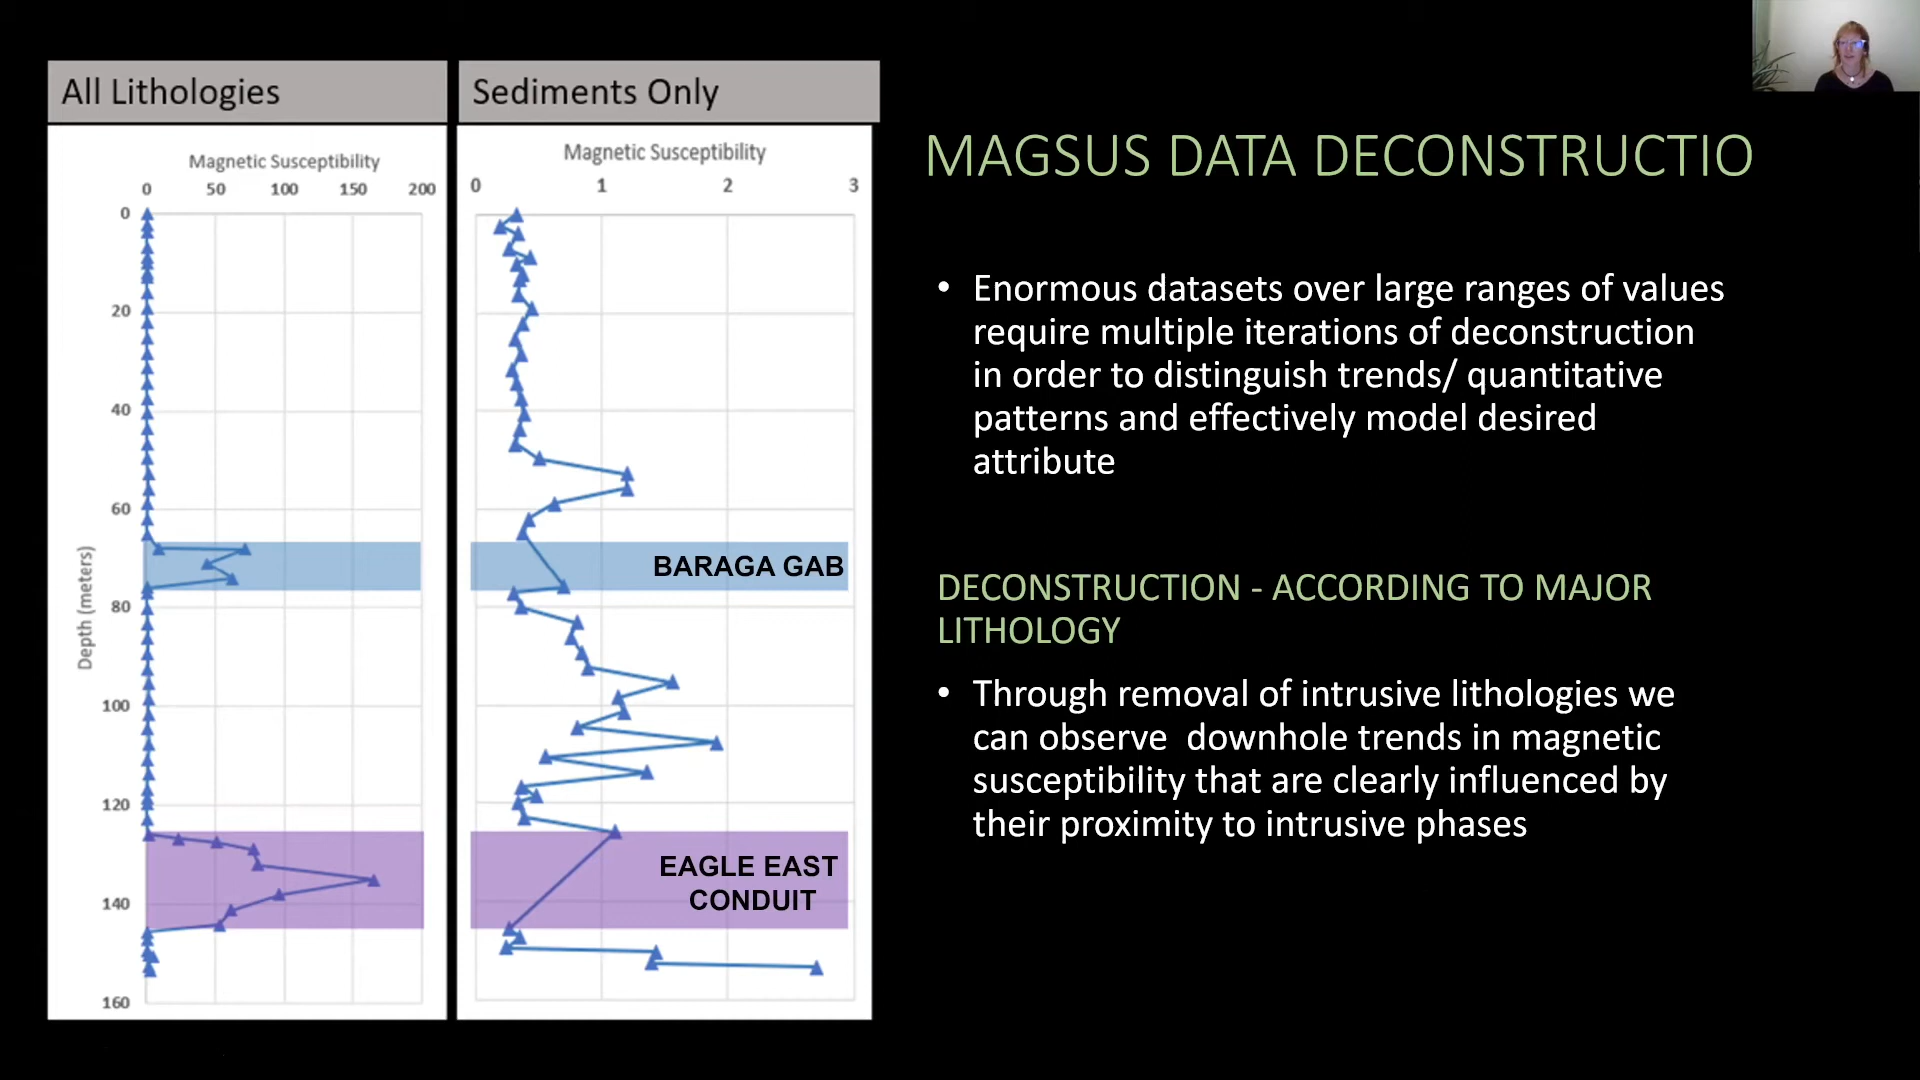 All Lithologies
Magnetic Susceptibility
0 50 100 150 200
Depth (meters)
0
20
40
60
80
100
120
140
160
Sediments Only
Magnetic Susceptibility
0 1 2 3
BARAGA GAB
EAGLE EAST
CONDUIT
MAGSUS DATA DECONSTRUCTIO
• Enormous datasets over large ranges of values
require multiple iterations of deconstruction
in order to distinguish trends/ quantitative
patterns and effectively model desired
attribute
DECONSTRUCTION - ACCORDING TO MAJOR
LITHOLOGY
• Through removal of intrusive lithologies we
can observe  downhole trends in magnetic
susceptibility that are clearly influenced by
their proximity to intrusive phases